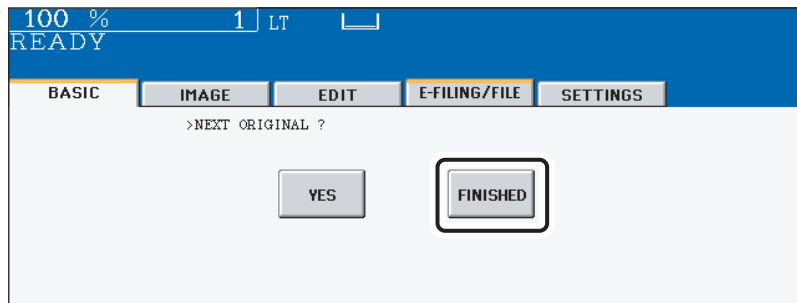 100 % 1 LT
READY
BASIC IMAGE EDIT E-FILING/FILE SETTINGS
>NEXT ORIGINAL ?
YES FINISHED